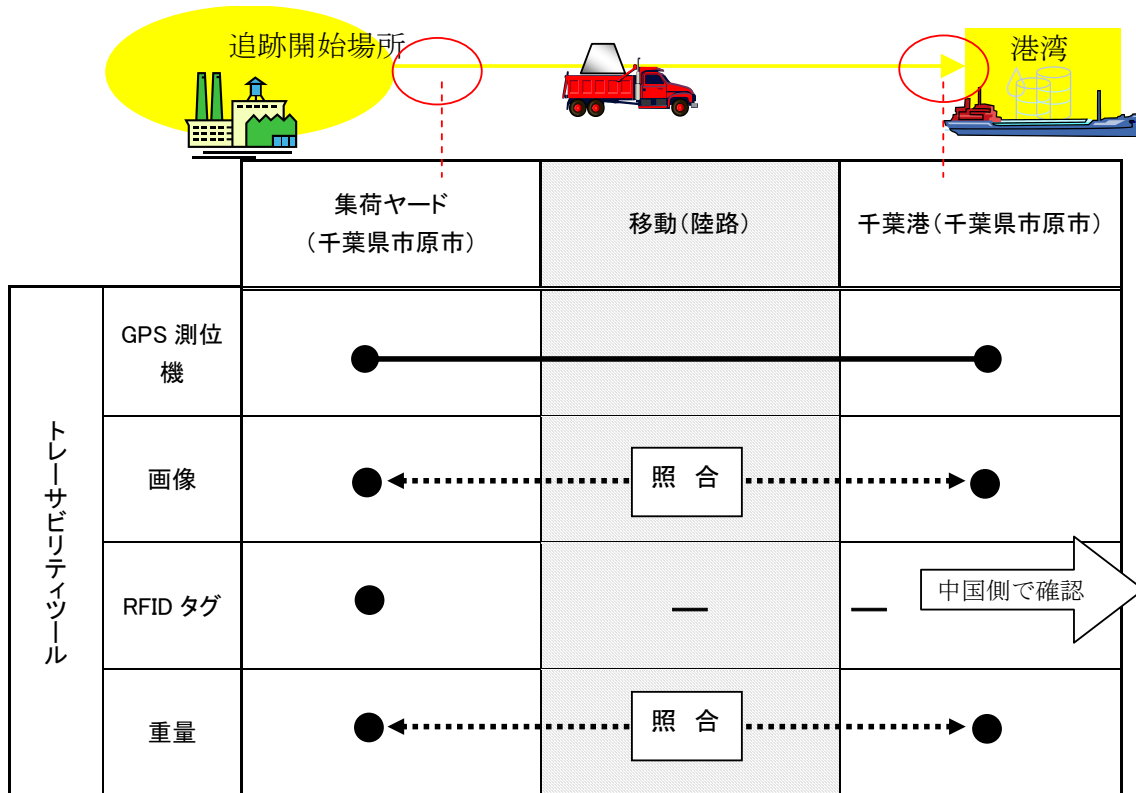 追跡開始場所
港湾
集荷ヤード
（千葉県市原市）
移動（陸路）
千葉港（千葉県市原市）
トレーサビリティツール
GPS 測位
機
画像
照 合
RFID タグ
—
—
中国側で確認
重量
照 合